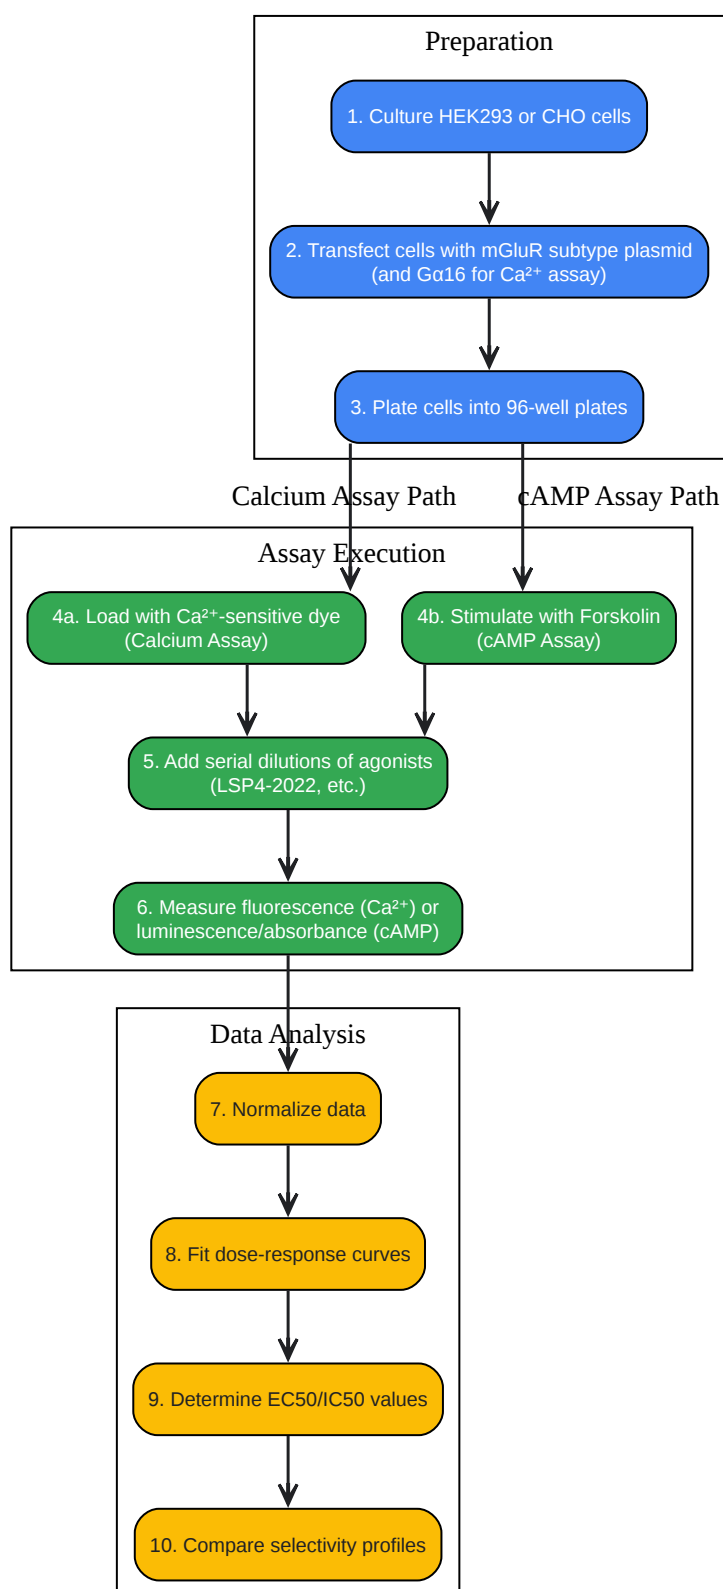 Preparation
1. Culture HEK293 or CHO cells
2. Transfect cells with mGluR subtype plasmid
(and Gα16 for Ca²⁺ assay)
3. Plate cells into 96-well plates
Calcium Assay Path
cAMP Assay Path
Assay Execution
4a. Load with Ca²⁺-sensitive dye
(Calcium Assay)
4b. Stimulate with Forskolin
(cAMP Assay)
5. Add serial dilutions of agonists
(LSP4-2022, etc.)
6. Measure fluorescence (Ca²⁺) or
luminescence/absorbance (cAMP)
Data Analysis
7. Normalize data
8. Fit dose-response curves
9. Determine EC50/IC50 values
10. Compare selectivity profiles